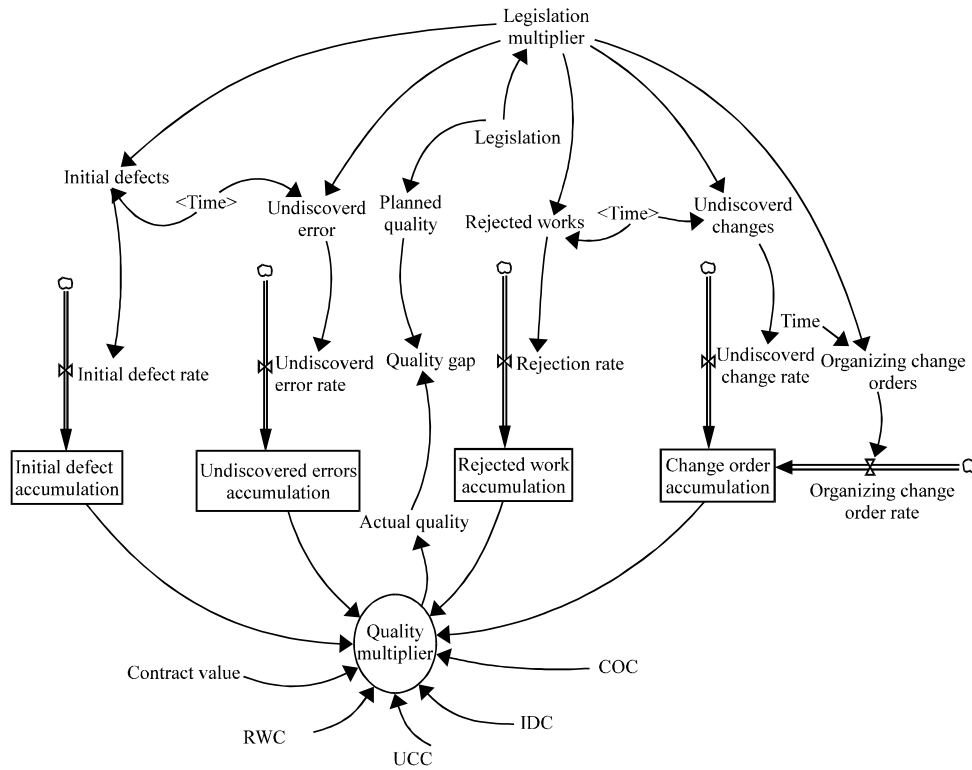 Legislation
multiplier
Legislation
Initial defects
<Time>
Undiscoverd
error
Planned
quality
Rejected works
<Time>
Undiscoverd
changes
Time
Initial defect rate
Undiscoverd
error rate
Quality gap
Rejection rate
Undiscoverd
change rate
Organizing change
orders
Initial defect
accumulation
Undiscovered errors
accumulation
Rejected work
accumulation
Change order
accumulation
Organizing change
order rate
Actual quality
Quality
multiplier
Contract value
COC
RWC
IDC
UCC